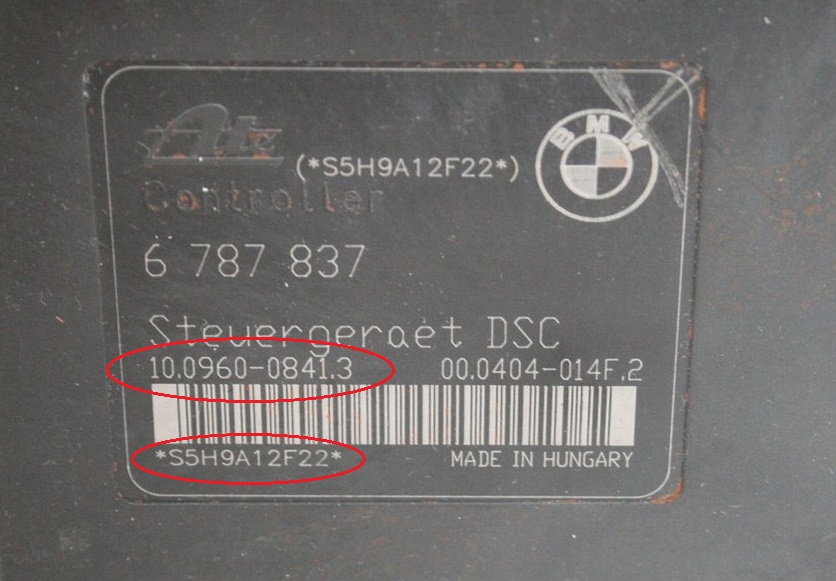 Ate
(*S5H9A12F22*)
BMW
Controller
6 787 837
Steuergeraet DSC
10.0960-0841.3 00.0404-014F.2
*S5H9A12F22* MADE IN HUNGARY